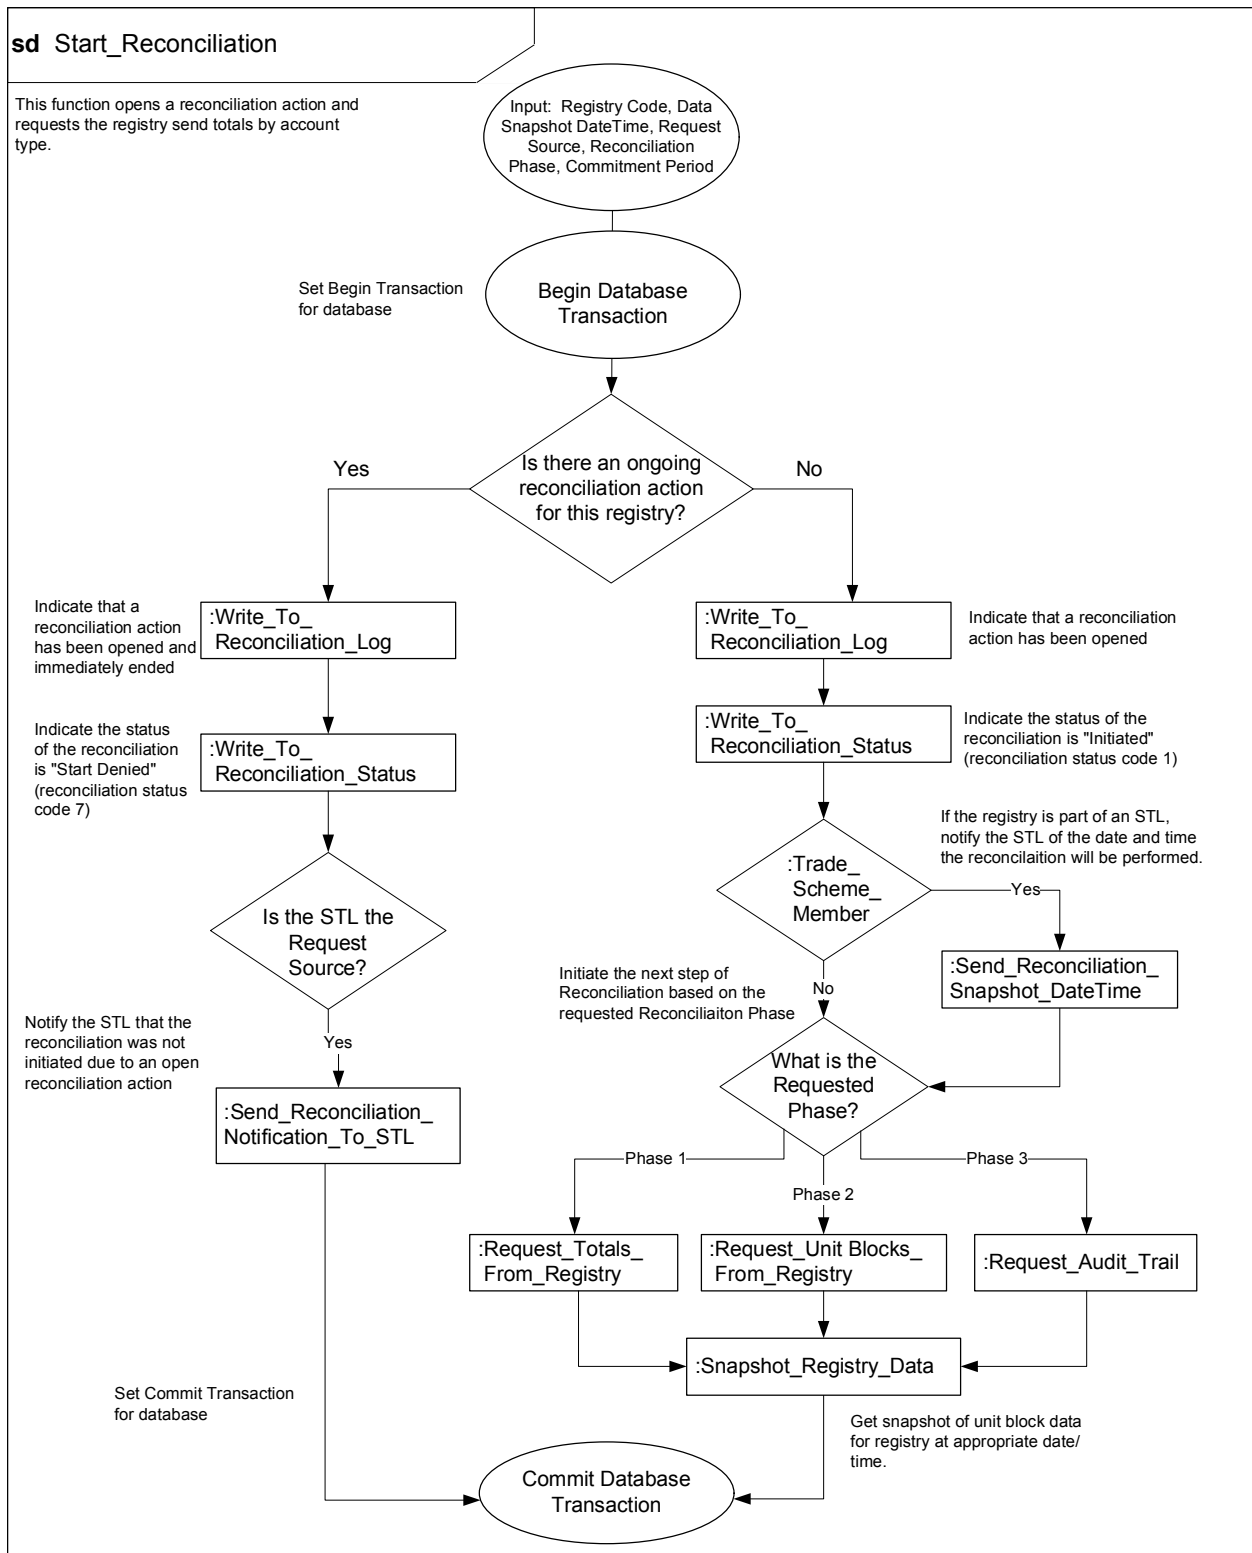 sd Start_Reconciliation
This function opens a reconciliation action and
requests the registry send totals by account
type.
Input: Registry Code, Data
Snapshot DateTime, Request
Source, Reconciliation
Phase, Commitment Period
Set Begin Transaction
for database
Begin Database
Transaction
Is there an ongoing
reconciliation action
for this registry?
Yes
No
Indicate that a
reconciliation action
has been opened and
immediately ended
:Write_To_
Reconciliation_Log
:Write_To_
Reconciliation_Log
Indicate that a reconciliation
action has been opened
Indicate the status
of the reconciliation
is "Start Denied"
(reconciliation status
code 7)
:Write_To_
Reconciliation_Status
:Write_To_
Reconciliation_Status
Indicate the status of the
reconciliation is "Initiated"
(reconciliation status code 1)
If the registry is part of an STL,
notify the STL of the date and time
the reconcilaition will be performed.
Is the STL the
Request
Source?
:Trade_
Scheme_
Member
Yes
:Send_Reconciliation_
Snapshot_DateTime
No
Initiate the next step of
Reconciliation based on the
requested Reconciliaiton Phase
Notify the STL that the
reconciliation was not
initiated due to an open
reconciliation action
Yes
:Send_Reconciliation_
Notification_To_STL
What is the
Requested
Phase?
Phase 1
Phase 2
Phase 3
:Request_Totals_
From_Registry
:Request_Unit Blocks_
From_Registry
:Request_Audit_Trail
:Snapshot_Registry_Data
Get snapshot of unit block data
for registry at appropriate date/
time.
Set Commit Transaction
for database
Commit Database
Transaction